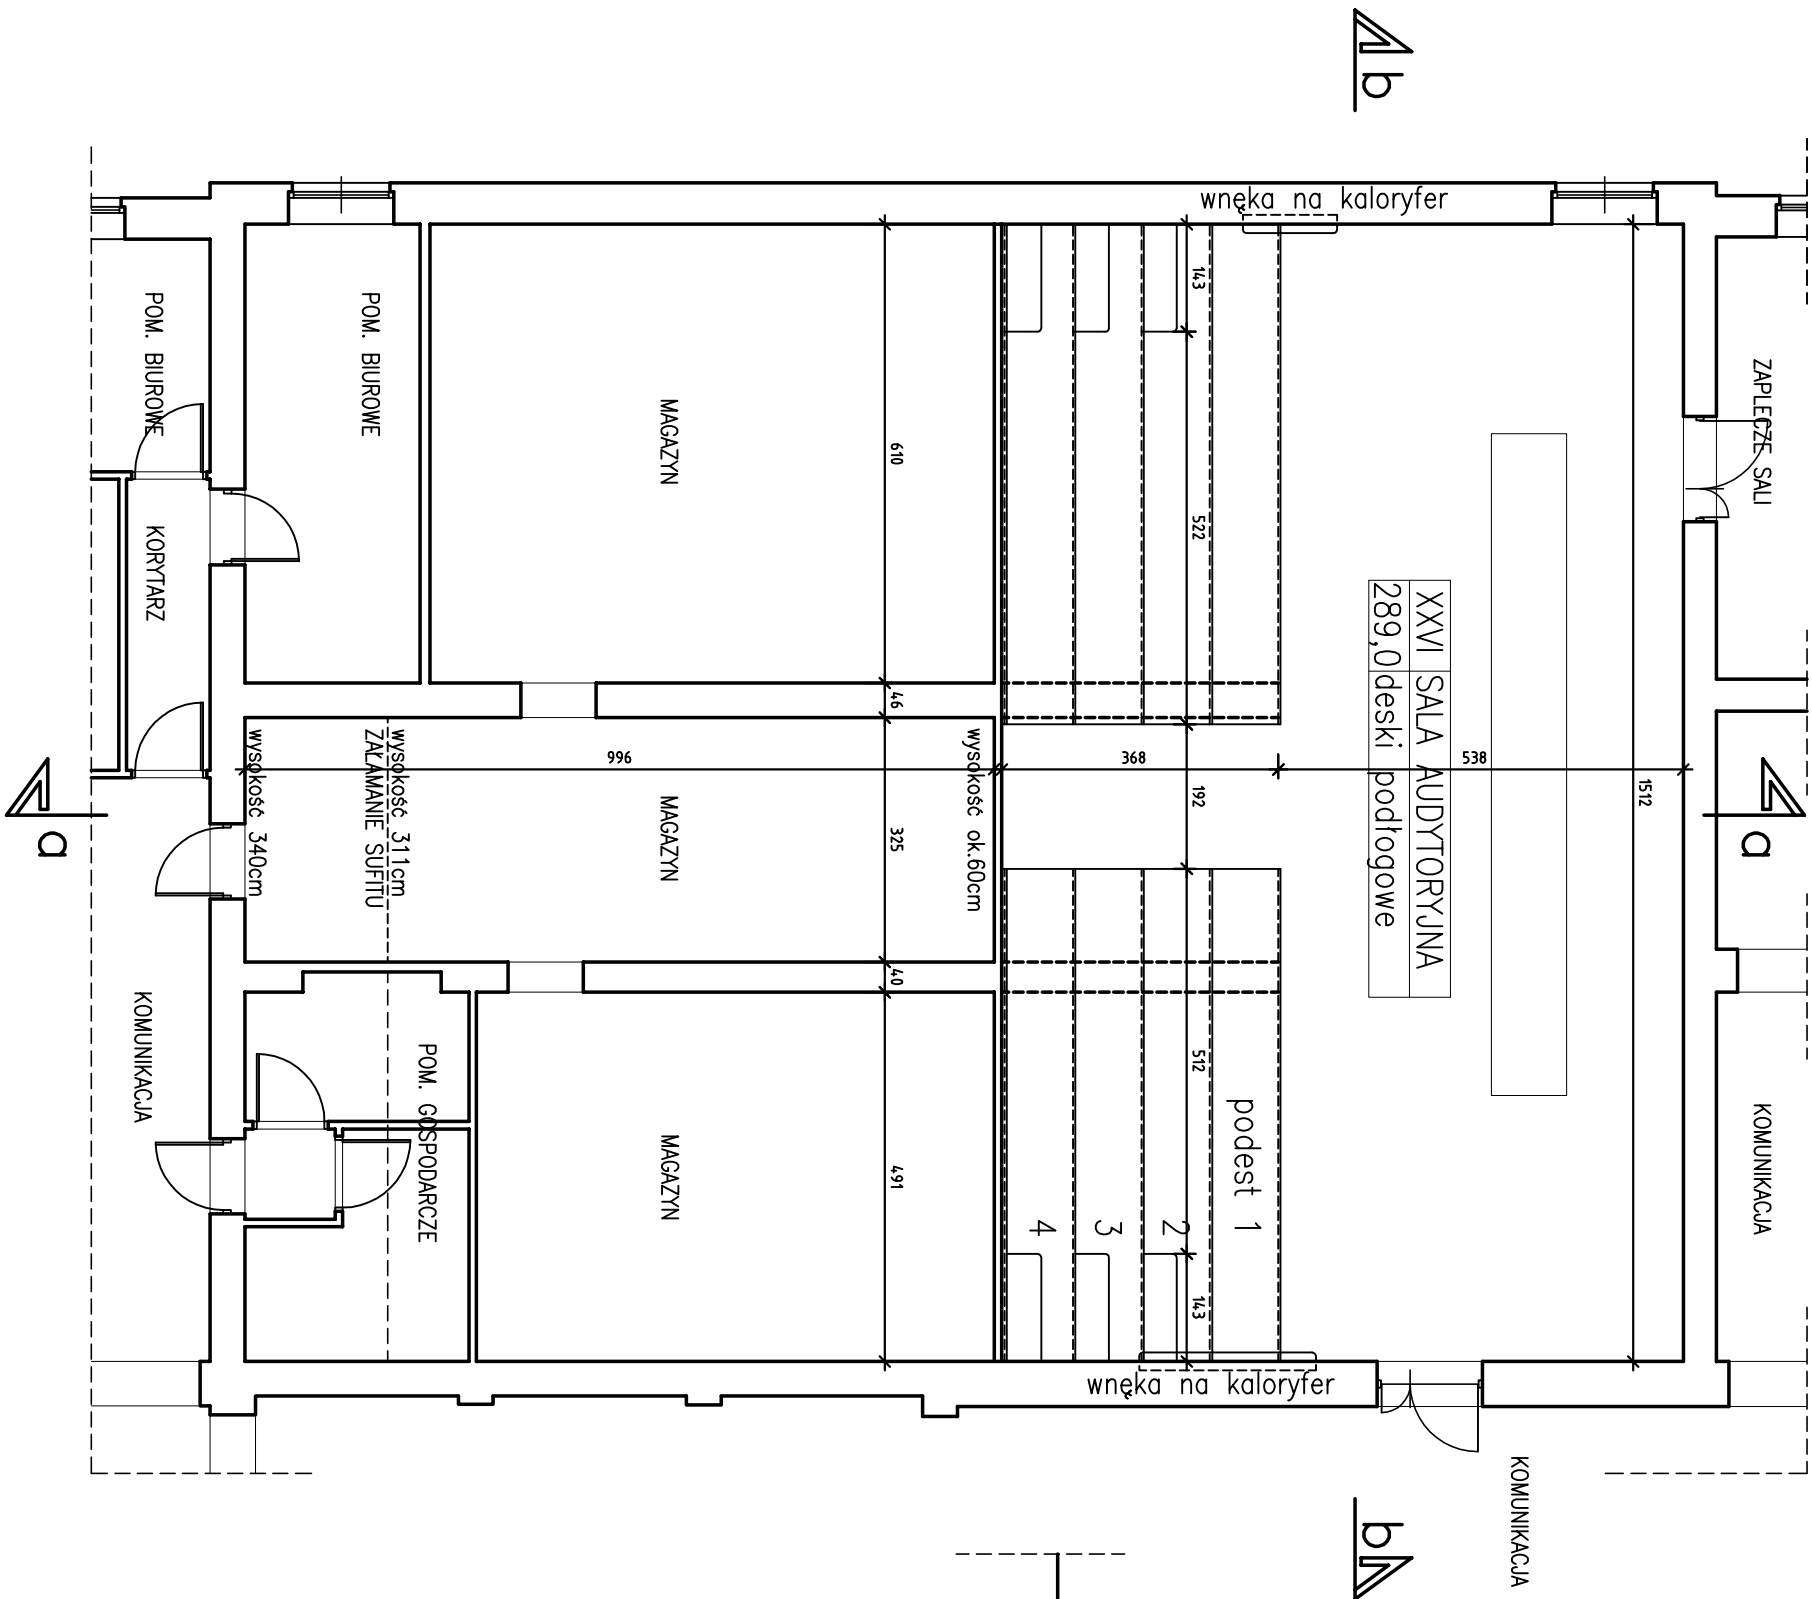 b
wnęka na kaloryfer
POM. BIUROWE
POM. BIUROWE
ZAPLECZE SALI
143
MAGAZYN
610
522
KORYTARZ
XXVI SALA AUDYTORYJNA
289,0 deski podłogowe
46
wysokość 340cm
wysokość 311cm
ZAŁAMANIE SUFITU
996
wysokość ok.60cm
368
538
192
1512
MAGAZYN
325
a
a
40
KOMUNIKACJA
POM. GOSPODARCZE
512
podest 1
2
3
4
KOMUNIKACJA
MAGAZYN
491
143
wnęka na kaloryfer
KOMUNIKACJA
b